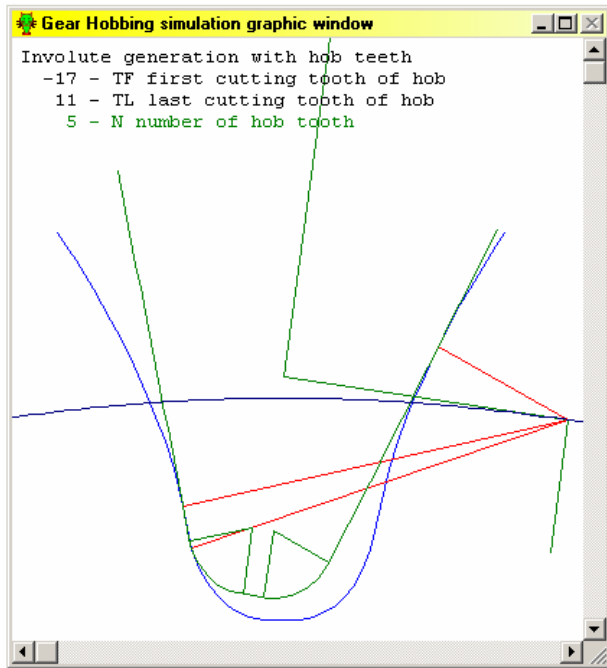 Gear Hobbing simulation graphic window
Involute generation with hob teeth
-17 - TF first cutting tooth of hob
11 - TL last cutting tooth of hob
5 - N number of hob tooth